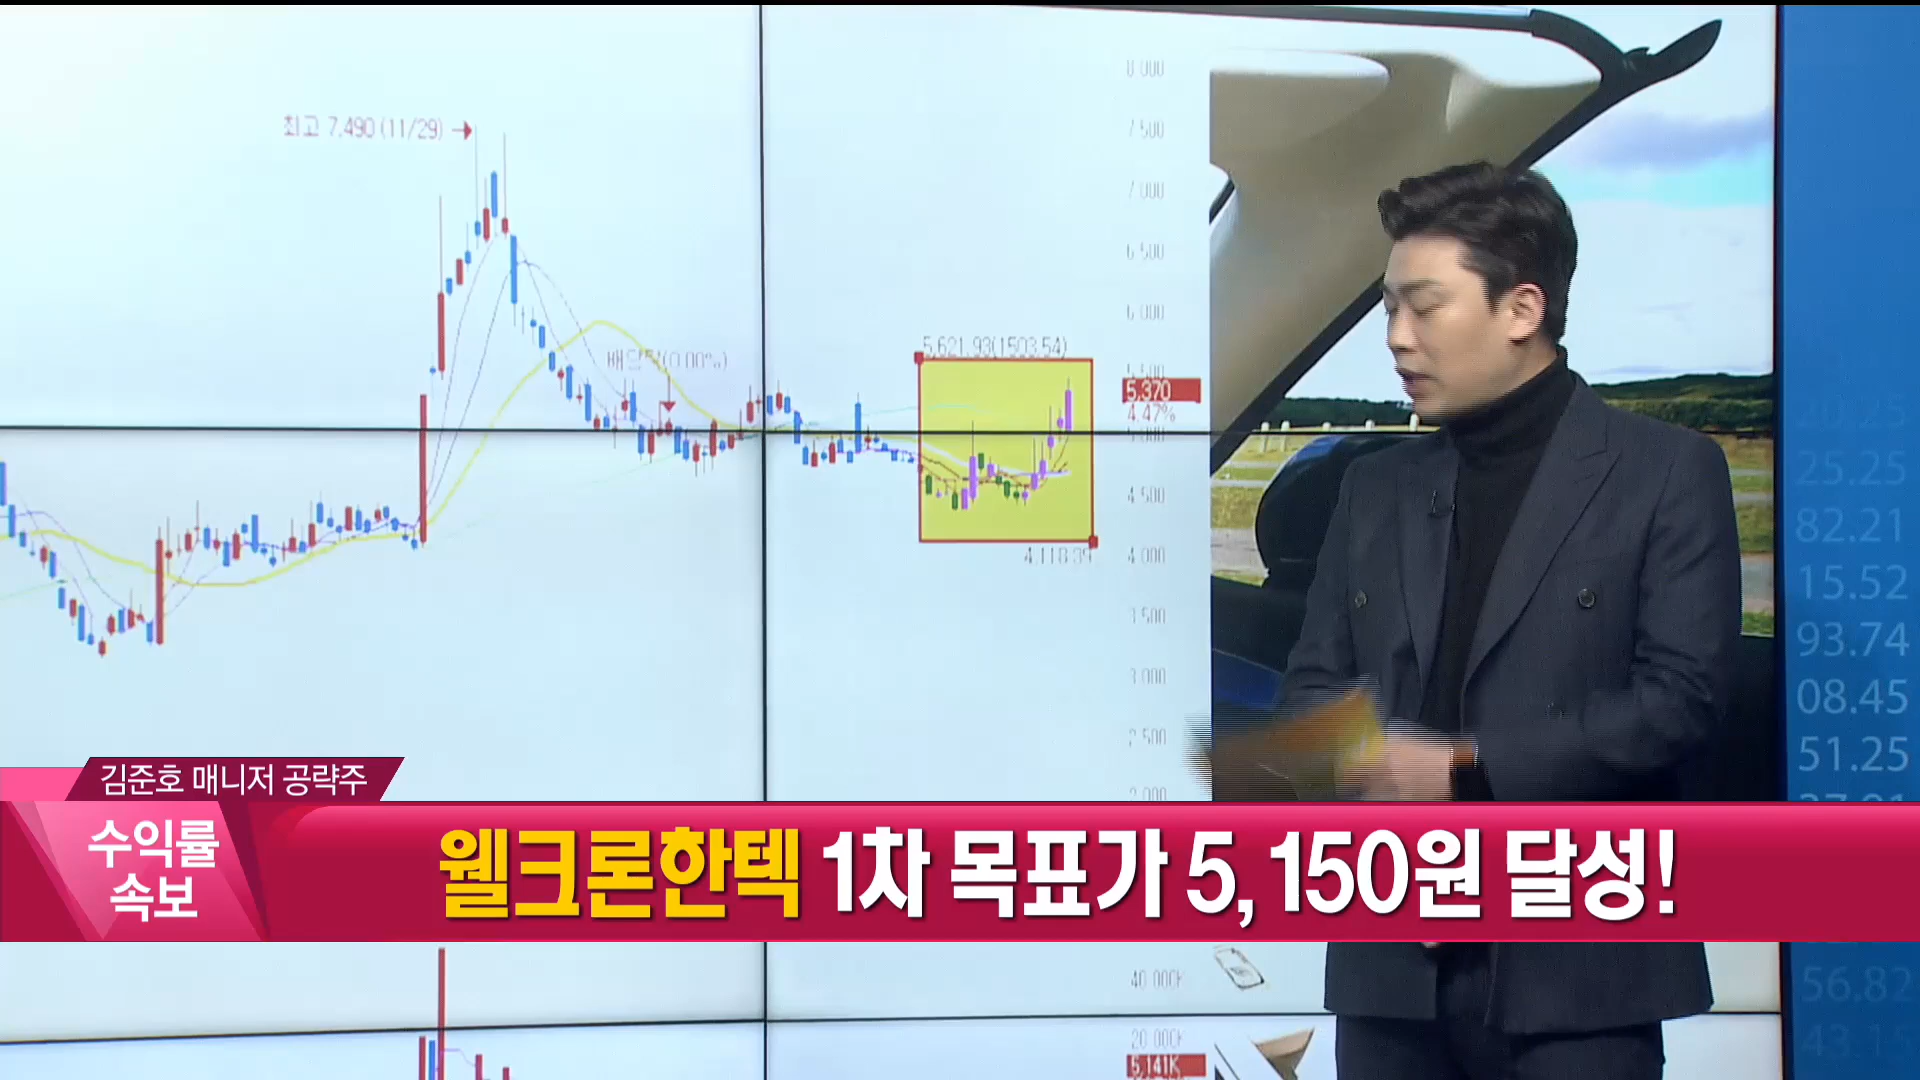 최고 7,490 (11/29)
8 000
7 500
7 000
6 500
6 000
5,621.93(1503.54)
5,370
4.47%
4 500
4,118.39
4 000
3 500
3 000
2 500
25.25
82.21
15.52
93.74
08.45
51.25
김준호 매니저 공략주
수익률
속보
웰크론한텍 1차 목표가 5,150원 달성!
40 000K
20 000K
5,141K
56.82
43.15